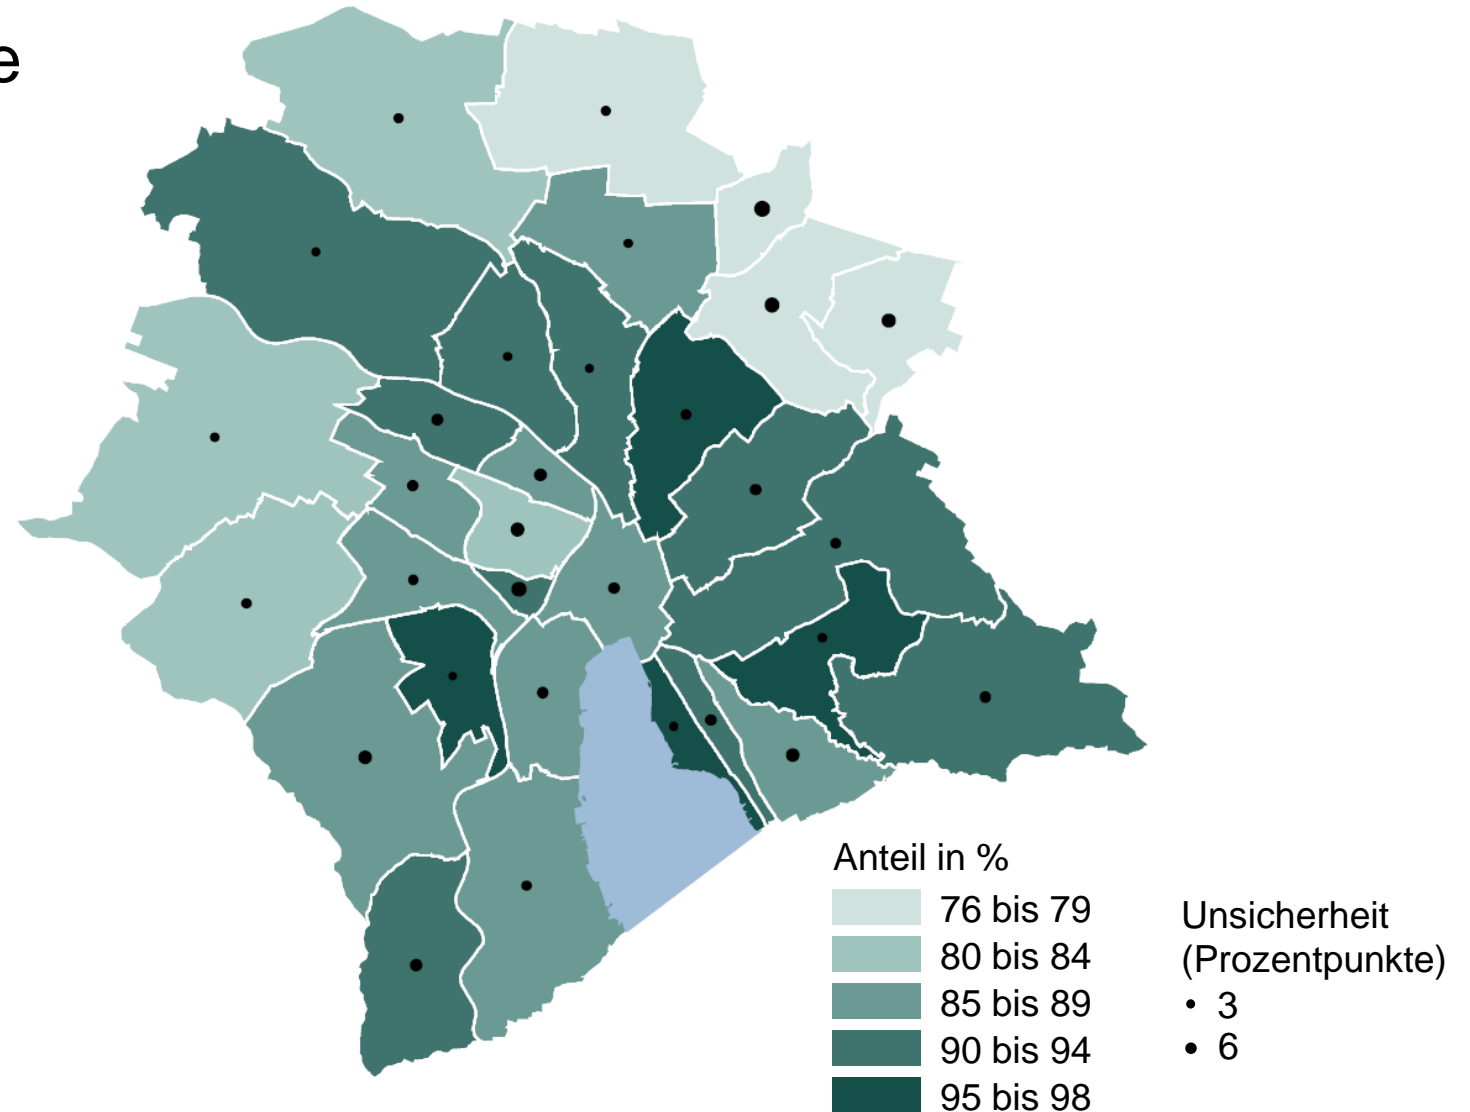 e
Anteil in %
76 bis 79
80 bis 84
85 bis 89
90 bis 94
95 bis 98
Unsicherheit
(Prozentpunkte)
3
6